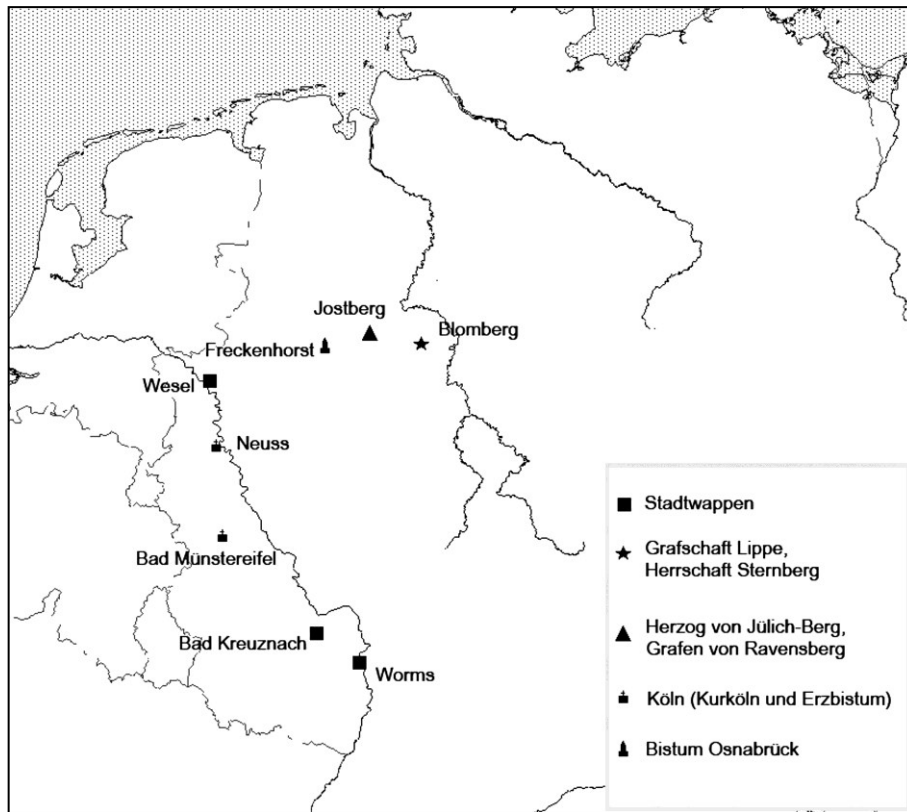 Jostberg
Blomberg
Freckenhorst
Wesel
Neuss
Bad Münstereifel
Bad Kreuznach
Worms
Stadtwappen
Grafschaft Lippe,
Herrschaft Sternberg
Herzog von Jülich-Berg,
Grafen von Ravensberg
Köln (Kurköln und Erzbistum)
Bistum Osnabrück